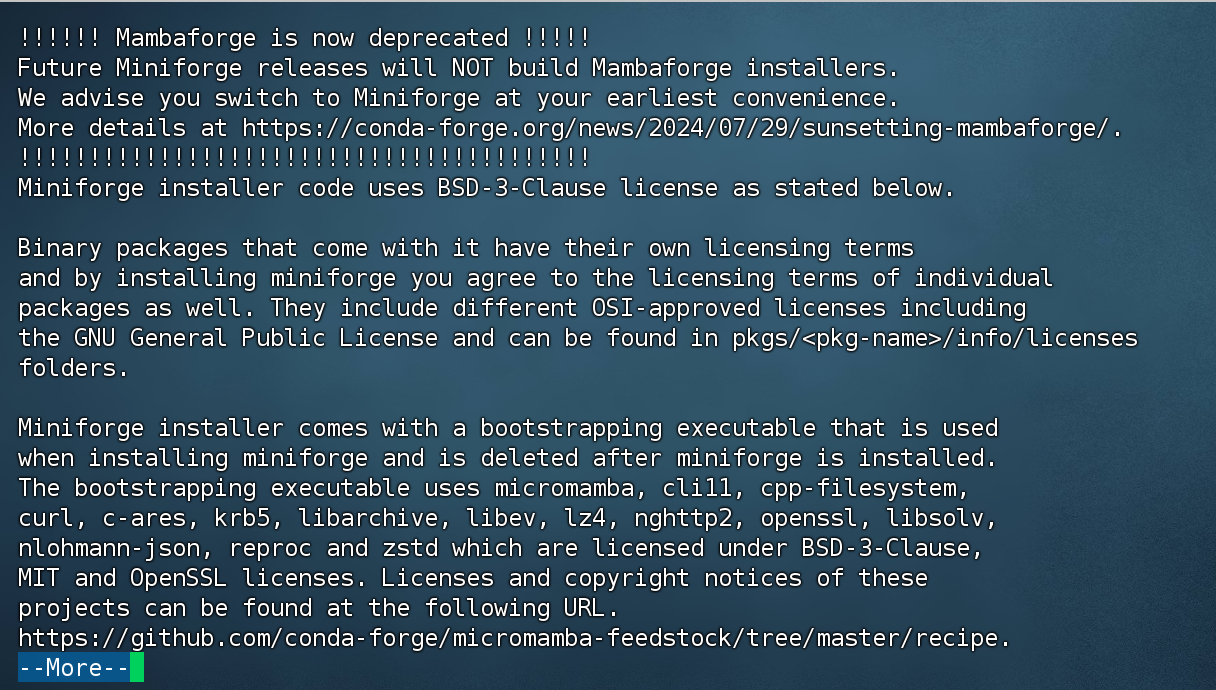 !!!!!! Mambaforge is now deprecated !!!!!
Future Miniforge releases will NOT build Mambaforge installers.
We advise you switch to Miniforge at your earliest convenience.
More details at https://conda-forge.org/news/2024/07/29/sunsetting-mambaforge/.
!!!!!!!!!!!!!!!!!!!!!!!!!!!!!!!!!!!!!!!!!
Miniforge installer code uses BSD-3-Clause license as stated below.

Binary packages that come with it have their own licensing terms
and by installing miniforge you agree to the licensing terms of individual
packages as well. They include different OSI-approved licenses including
the GNU General Public License and can be found in pkgs/<pkg-name>/info/licenses
folders.

Miniforge installer comes with a bootstrapping executable that is used
when installing miniforge and is deleted after miniforge is installed.
The bootstrapping executable uses micromamba, cli11, cpp-filesystem,
curl, c-ares, krb5, libarchive, libev, lz4, nghttp2, openssl, libsolv,
nlohmann-json, reproc and zstd which are licensed under BSD-3-Clause,
MIT and OpenSSL licenses. Licenses and copyright notices of these
projects can be found at the following URL.
https://github.com/conda-forge/micromamba-feedstock/tree/master/recipe.
--More--